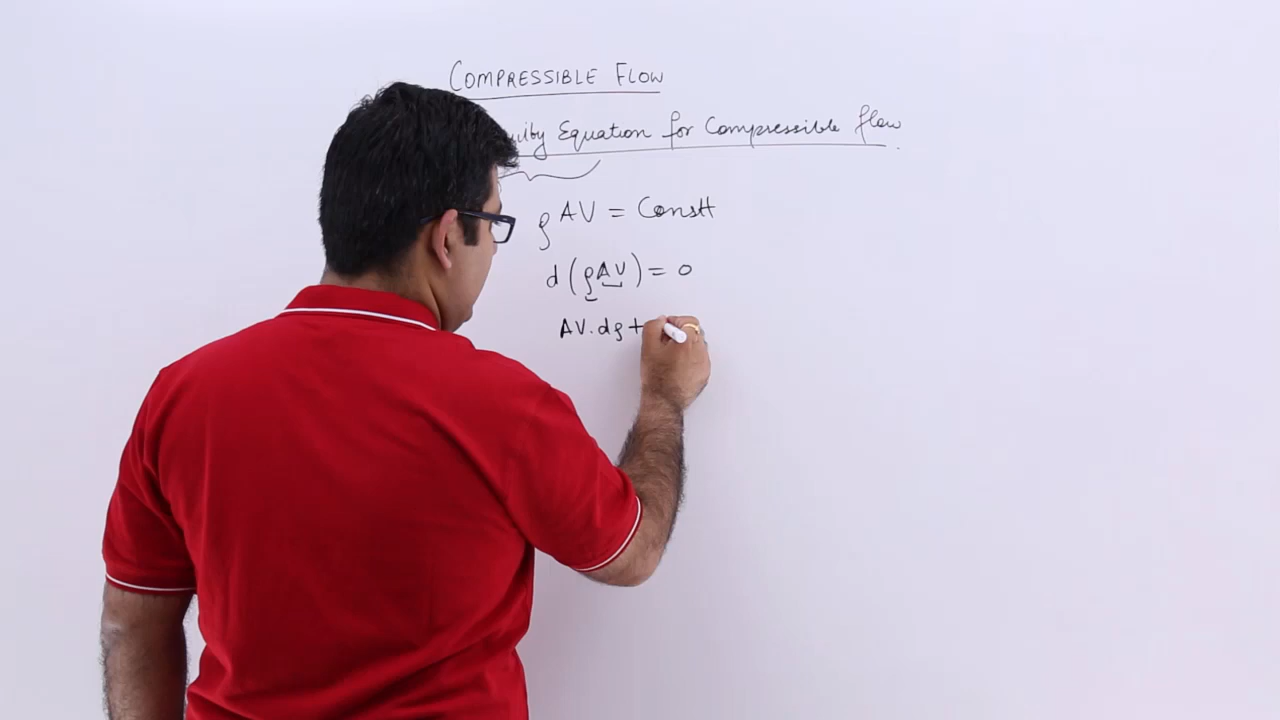 COMPRESSIBLE FLOW
Equation for Compressible flow.
ρAV = Constt
d(ρAV) = 0
AV.dρ +